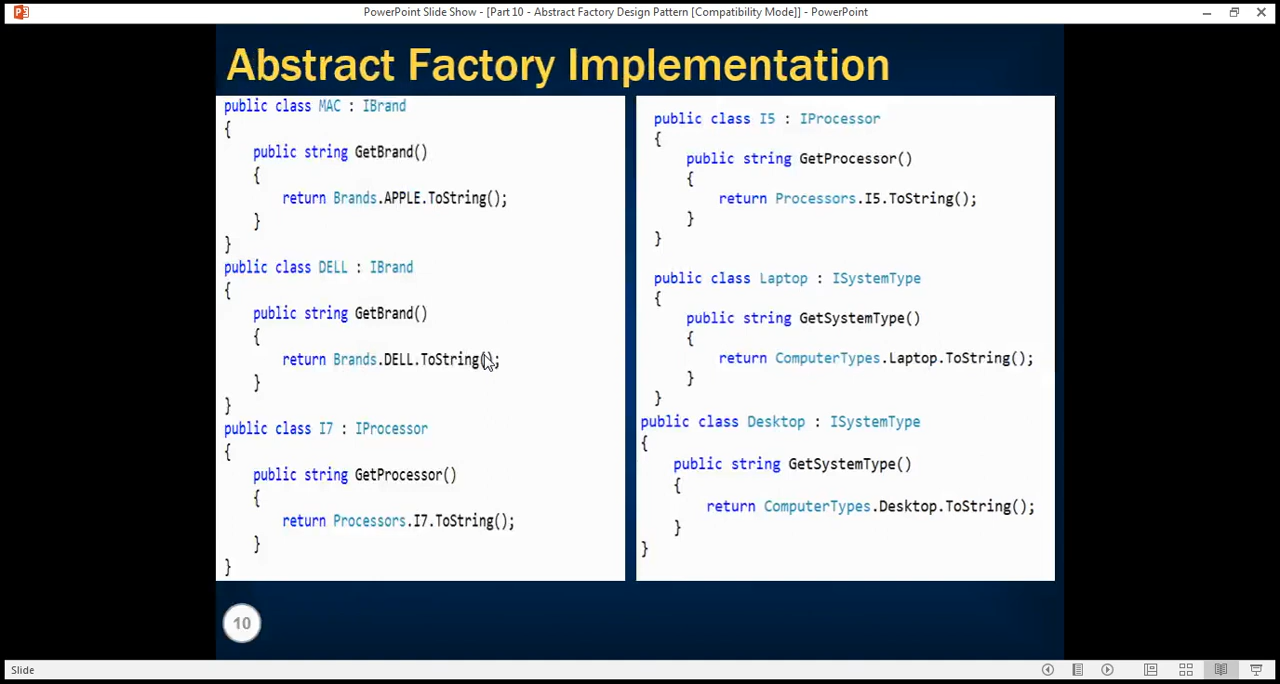 PowerPoint Slide Show - [Part 10 - Abstract Factory Design Pattern [Compatibility Mode]] - PowerPoint
Abstract Factory Implementation
public class MAC : IBrand
{
public string GetBrand()
{
return Brands.APPLE.ToString();
}
}
public class DELL : IBrand
{
public string GetBrand()
{
return Brands.DELL.ToString();
}
}
public class I7 : IProcessor
{
public string GetProcessor()
{
return Processors.I7.ToString();
}
}
public class I5 : IProcessor
{
public string GetProcessor()
{
return Processors.I5.ToString();
}
}
public class Laptop : ISystemType
{
public string GetSystemType()
{
return ComputerTypes.Laptop.ToString();
}
}
public class Desktop : ISystemType
{
public string GetSystemType()
{
return ComputerTypes.Desktop.ToString();
}
}
10
Slide